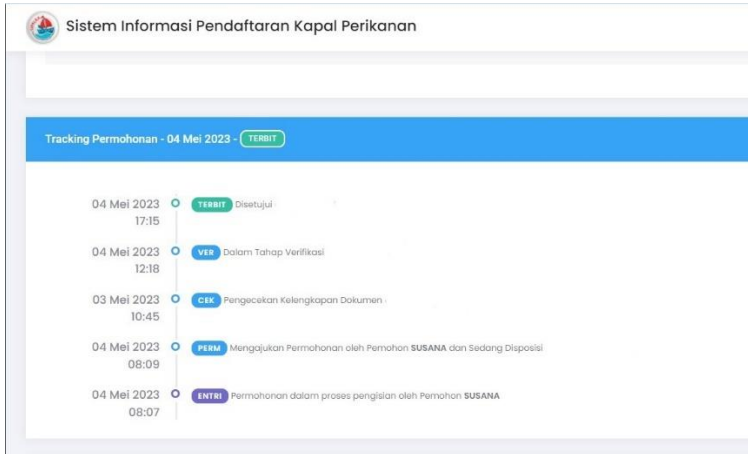 Sistem Informasi Pendaftaran Kapal Perikanan
Tracking Permohonan - 04 Mei 2023 - TERBIT
04 Mei 2023 TERBIT Disetujui
17:15
04 Mei 2023 VER Dalam Tahap Verifikasi
12:18
03 Mei 2023 CEK Pengecekan Kelengkapan Dokumen
10:45
04 Mei 2023 PERM Mengajukan Permohonan oleh Pemohon SUSANA dan Sedang Disposisi
08:09
04 Mei 2023 ENTRI Permohonan dalam proses pengisian oleh Pemohon SUSANA
08:07